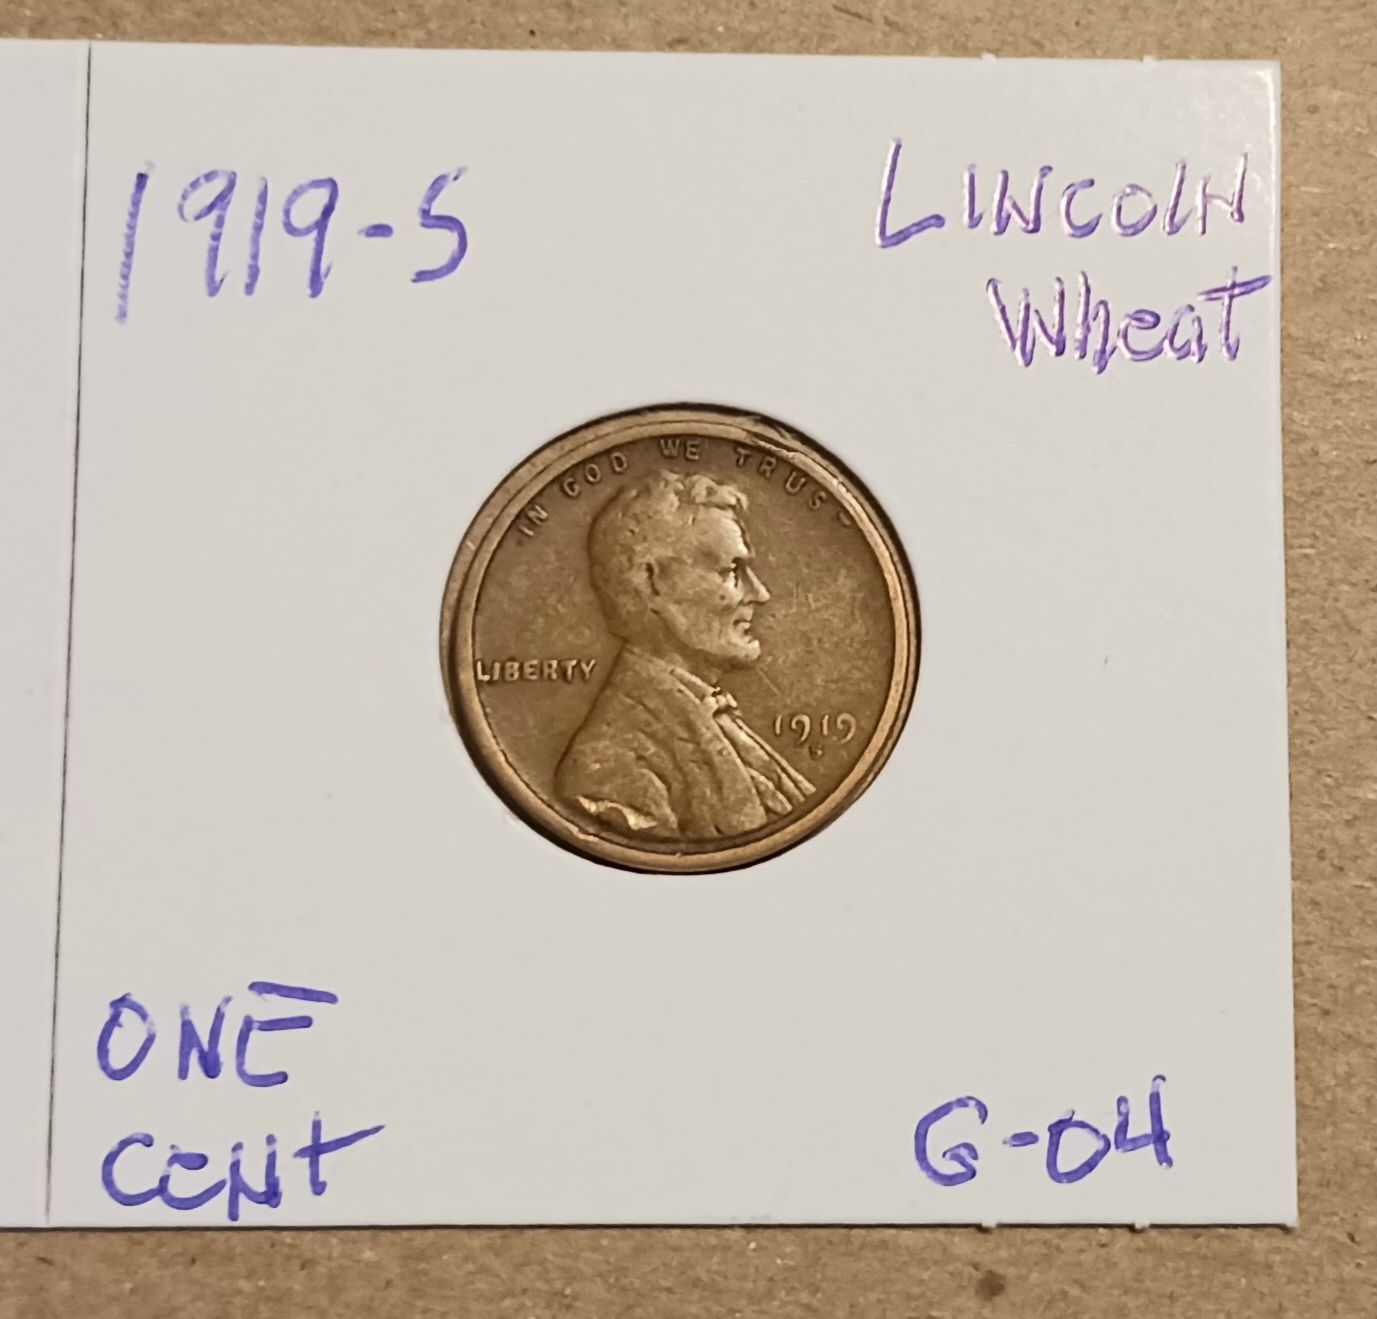 1919-S
LINCOLN
Wheat
IN GOD WE TRUST
LIBERTY
1919
S
ONE
CENT
G-04